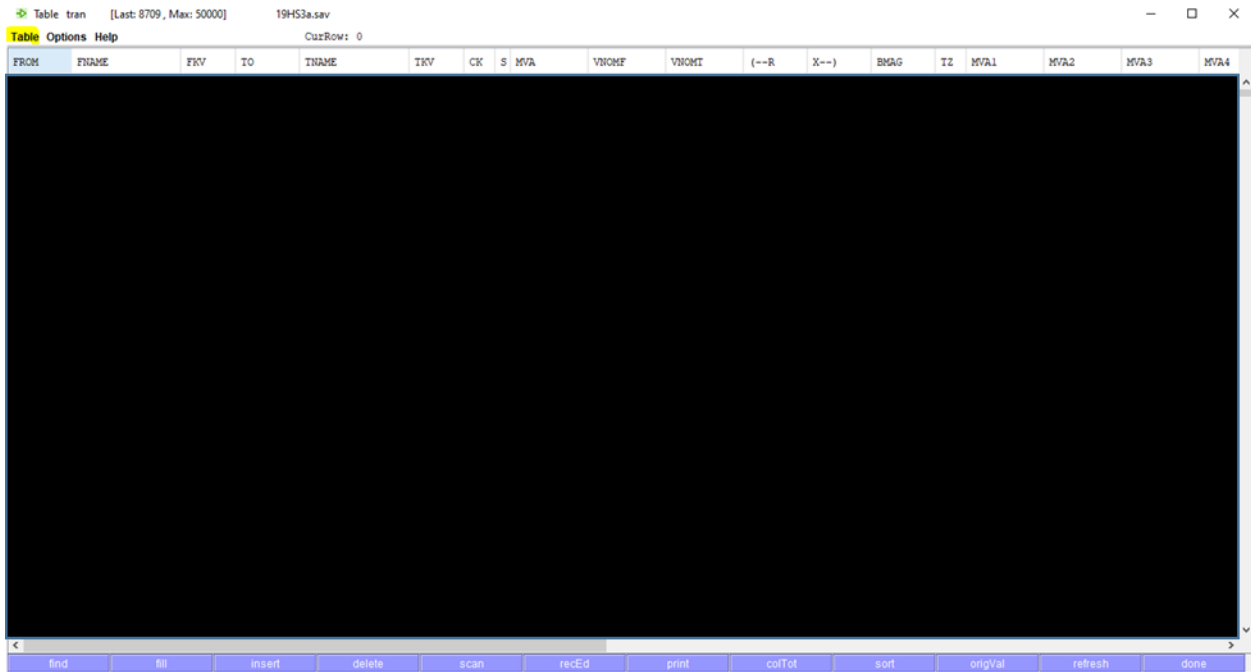 Table tran [Last: 8709 , Max: 50000] 19HS3a.sav
Table Options Help CurRow: 0
FROM FNAME FKV TO TNAME TKV CK S MVA VNOMF VNOMT (--R X--) BMAG TZ MVA1 MVA2 MVA3 MVA4
find fill insert delete scan recEd print colTot sort origVal refresh done